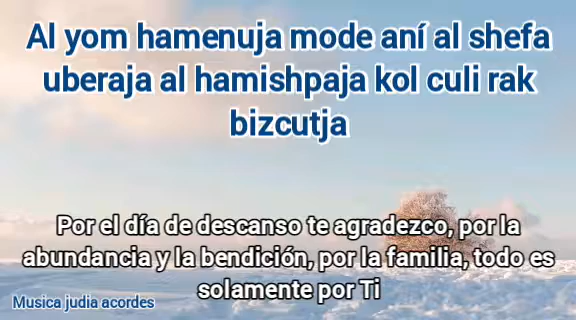 Al yom hamenuja mode aní al shefa
uberaja al hamishpaja kol culi rak
bizcutja
Por el día de descanso te agradezco, por la
abundancia y la bendición, por la familia, todo es
solamente por Ti
Musica judia acordes